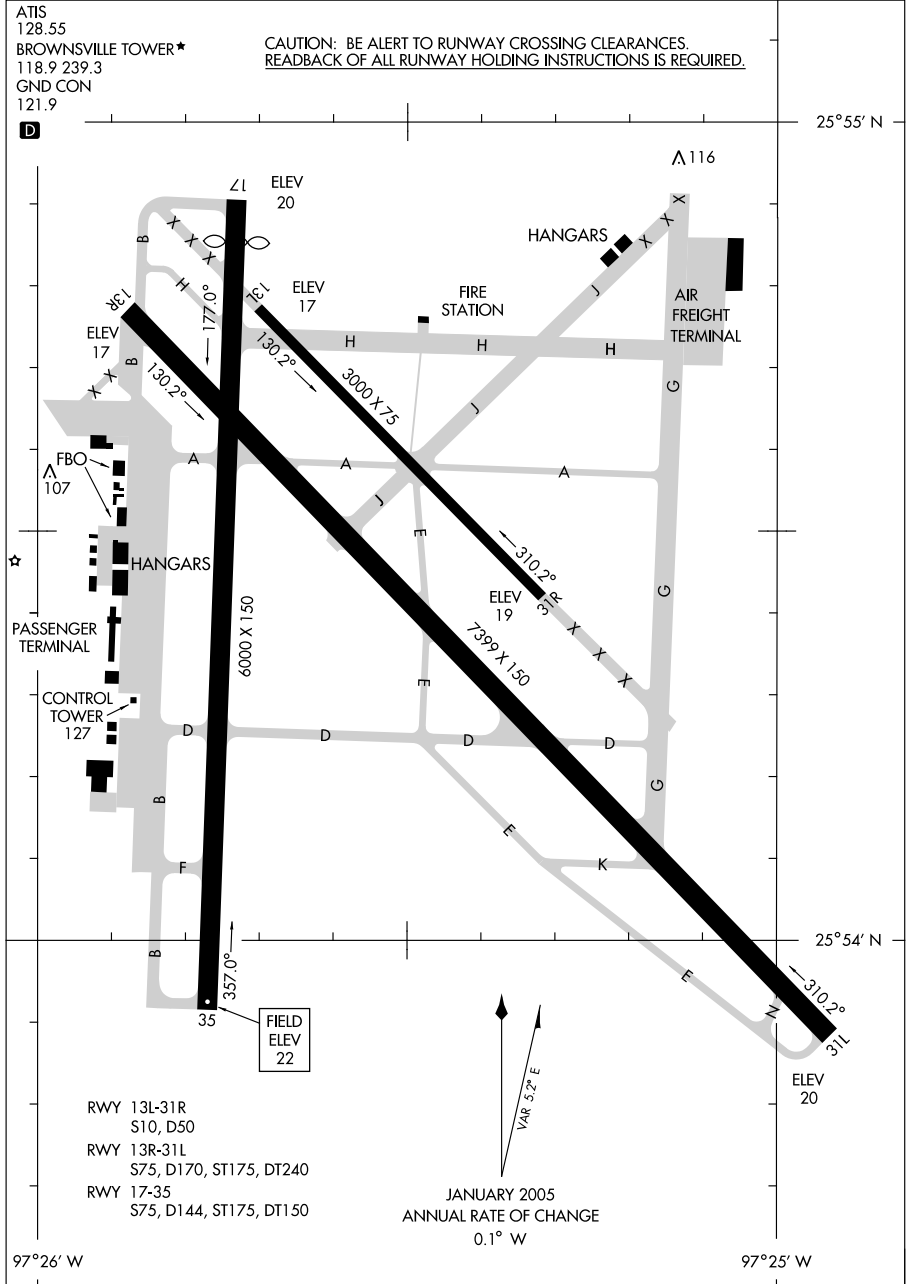 ATIS
128.55
BROWNSVILLE TOWER★
118.9 239.3
GND CON
121.9
D
CAUTION: BE ALERT TO RUNWAY CROSSING CLEARANCES.
READBACK OF ALL RUNWAY HOLDING INSTRUCTIONS IS REQUIRED.
25°55' N
116
17
ELEV
20
X
X
X
X
X
X
B
HANGARS
X
13L
ELEV
17
H
177.0°
13R
ELEV
17
FIRE
STATION
J
AIR
FREIGHT
TERMINAL
H
H
H
B
130.2°
130.2°
3000 X 75
G
X
X
J
FBO
107
A
A
A
J
E
HANGARS
310.2°
31R
ELEV
19
G
X
X
X
PASSENGER
TERMINAL
6000 X 150
7399 X 150
E
CONTROL
TOWER
127
D
D
D
D
B
G
E
F
K
25°54' N
B
357.0°
E
310.2°
N
31L
ELEV
20
35
FIELD
ELEV
22
VAR 5.2° E
RWY 13L-31R
S10, D50
RWY 13R-31L
S75, D170, ST175, DT240
RWY 17-35
S75, D144, ST175, DT150
JANUARY 2005
ANNUAL RATE OF CHANGE
0.1° W
97°26' W
97°25' W